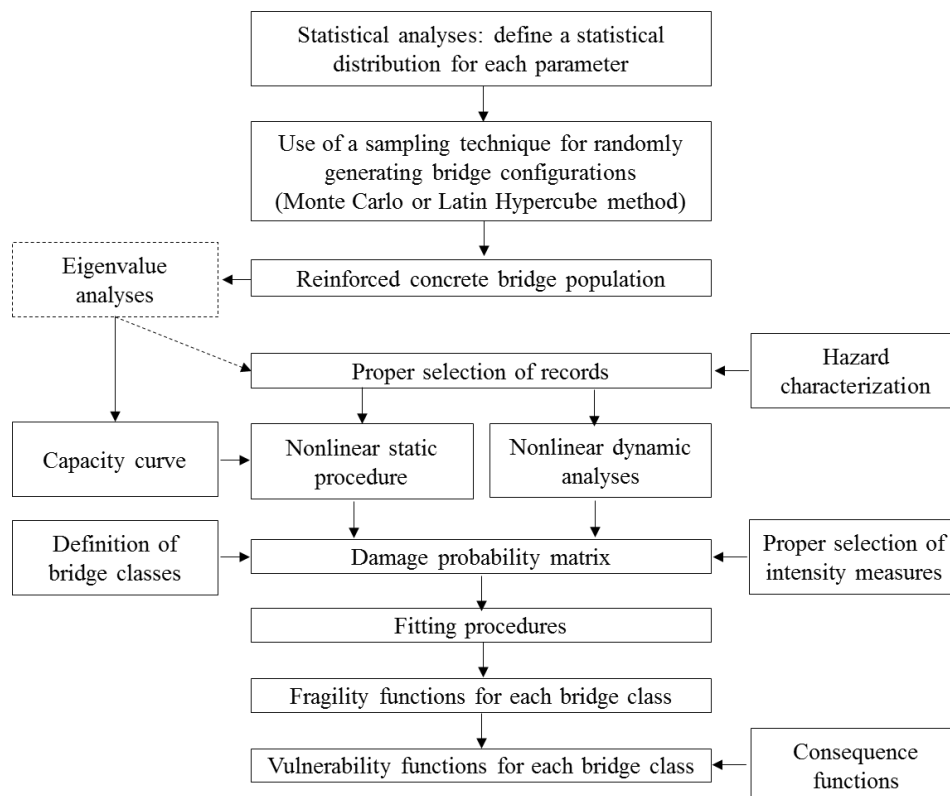 Statistical analyses: define a statistical
distribution for each parameter
Use of a sampling technique for randomly
generating bridge configurations
(Monte Carlo or Latin Hypercube method)
Eigenvalue
analyses
Reinforced concrete bridge population
Proper selection of records
Hazard
characterization
Capacity curve
Nonlinear static
procedure
Nonlinear dynamic
analyses
Definition of
bridge classes
Damage probability matrix
Proper selection of
intensity measures
Fitting procedures
Fragility functions for each bridge class
Vulnerability functions for each bridge class
Consequence
functions